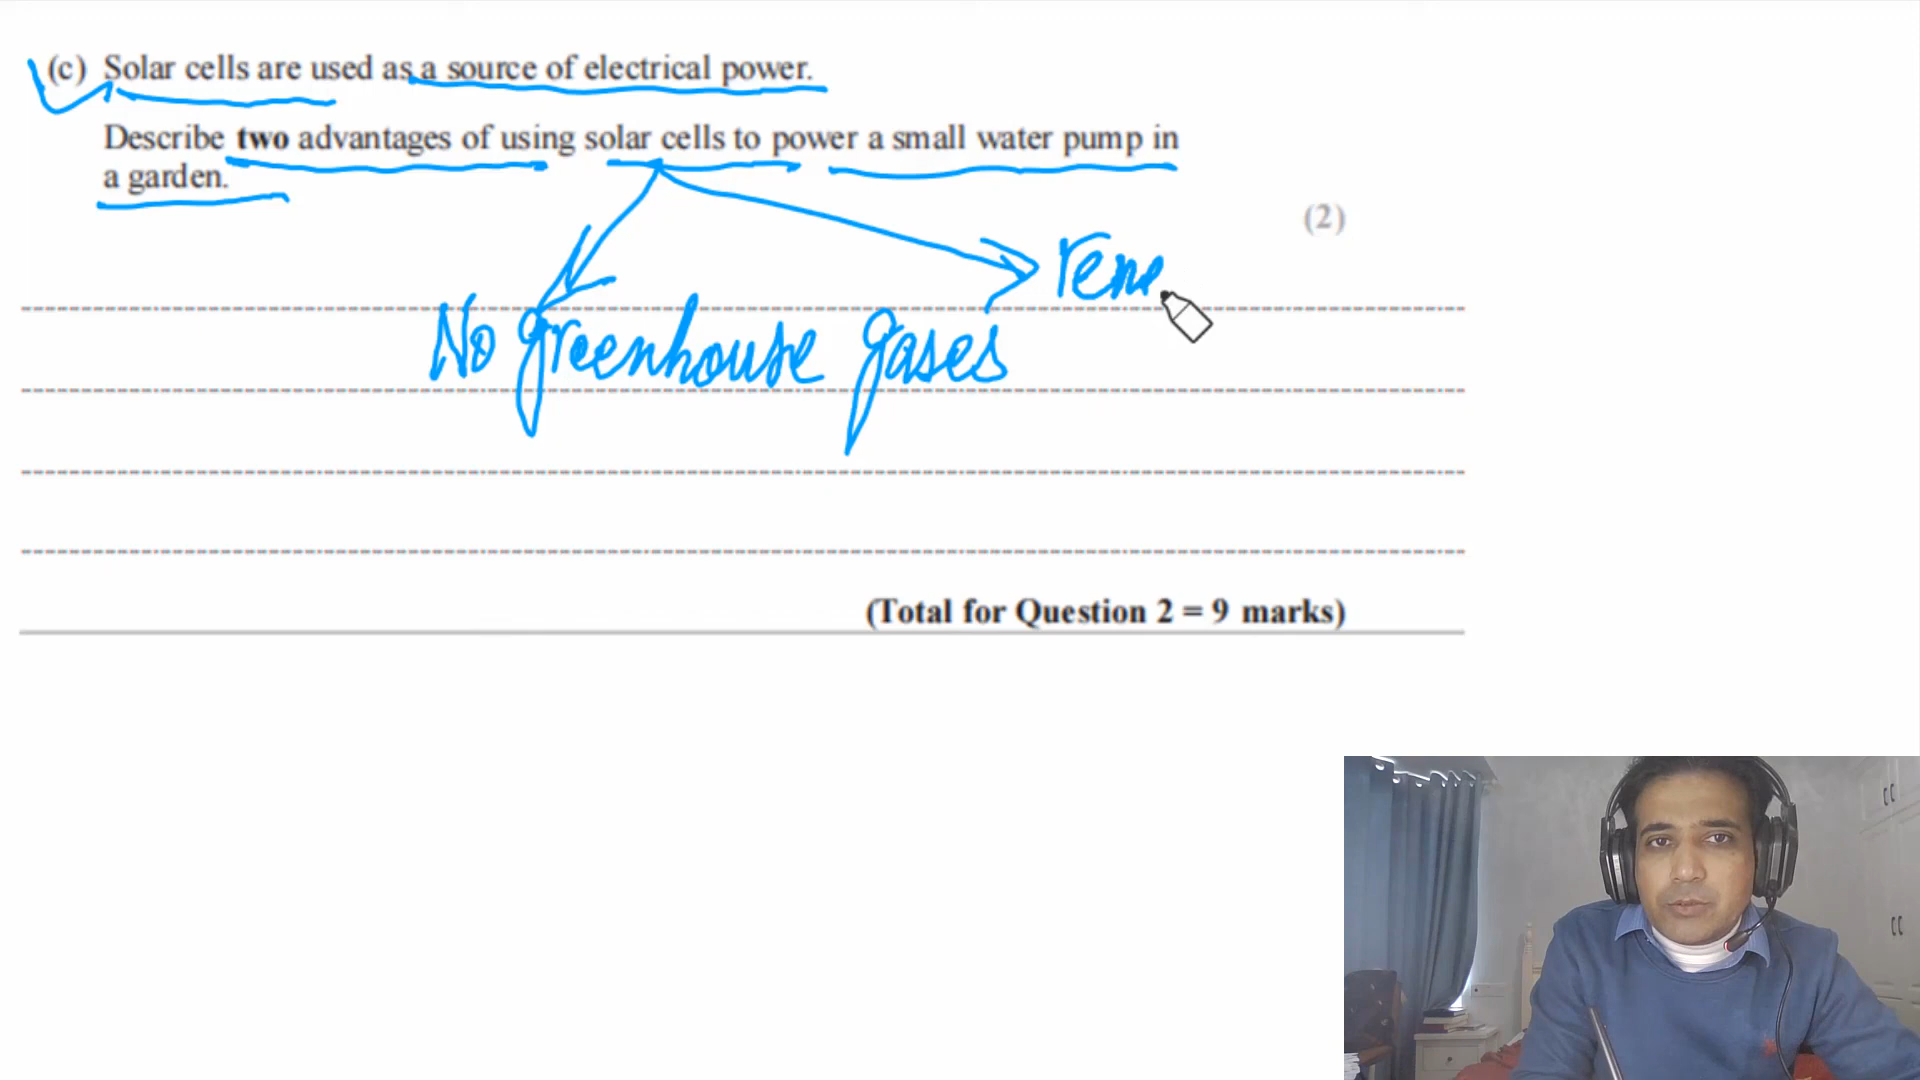 (c) Solar cells are used as a source of electrical power.
Describe two advantages of using solar cells to power a small water pump in
a garden.
(2)
rene
No greenhouse gases
(Total for Question 2 = 9 marks)